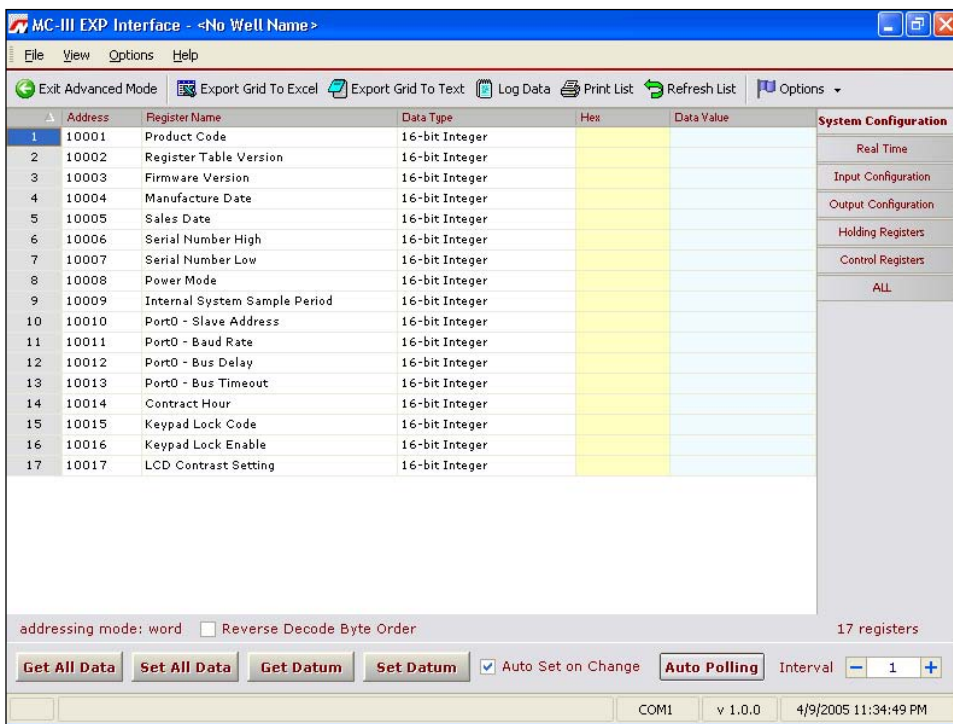 MC-III EXP Interface - <No Well Name>
File View Options Help
Exit Advanced Mode Export Grid To Excel Export Grid To Text Log Data Print List Refresh List Options
Address Register Name Data Type Hex Data Value
1 10001 Product Code 16-bit Integer
2 10002 Register Table Version 16-bit Integer
3 10003 Firmware Version 16-bit Integer
4 10004 Manufacture Date 16-bit Integer
5 10005 Sales Date 16-bit Integer
6 10006 Serial Number High 16-bit Integer
7 10007 Serial Number Low 16-bit Integer
8 10008 Power Mode 16-bit Integer
9 10009 Internal System Sample Period 16-bit Integer
10 10010 Port0 - Slave Address 16-bit Integer
11 10011 Port0 - Baud Rate 16-bit Integer
12 10012 Port0 - Bus Delay 16-bit Integer
13 10013 Port0 - Bus Timeout 16-bit Integer
14 10014 Contract Hour 16-bit Integer
15 10015 Keypad Lock Code 16-bit Integer
16 10016 Keypad Lock Enable 16-bit Integer
17 10017 LCD Contrast Setting 16-bit Integer
System Configuration
Real Time
Input Configuration
Output Configuration
Holding Registers
Control Registers
ALL
addressing mode: word Reverse Decode Byte Order 17 registers
Get All Data Set All Data Get Datum Set Datum Auto Set on Change Auto Polling Interval 1
COM1 v 1.0.0 4/9/2005 11:34:49 PM